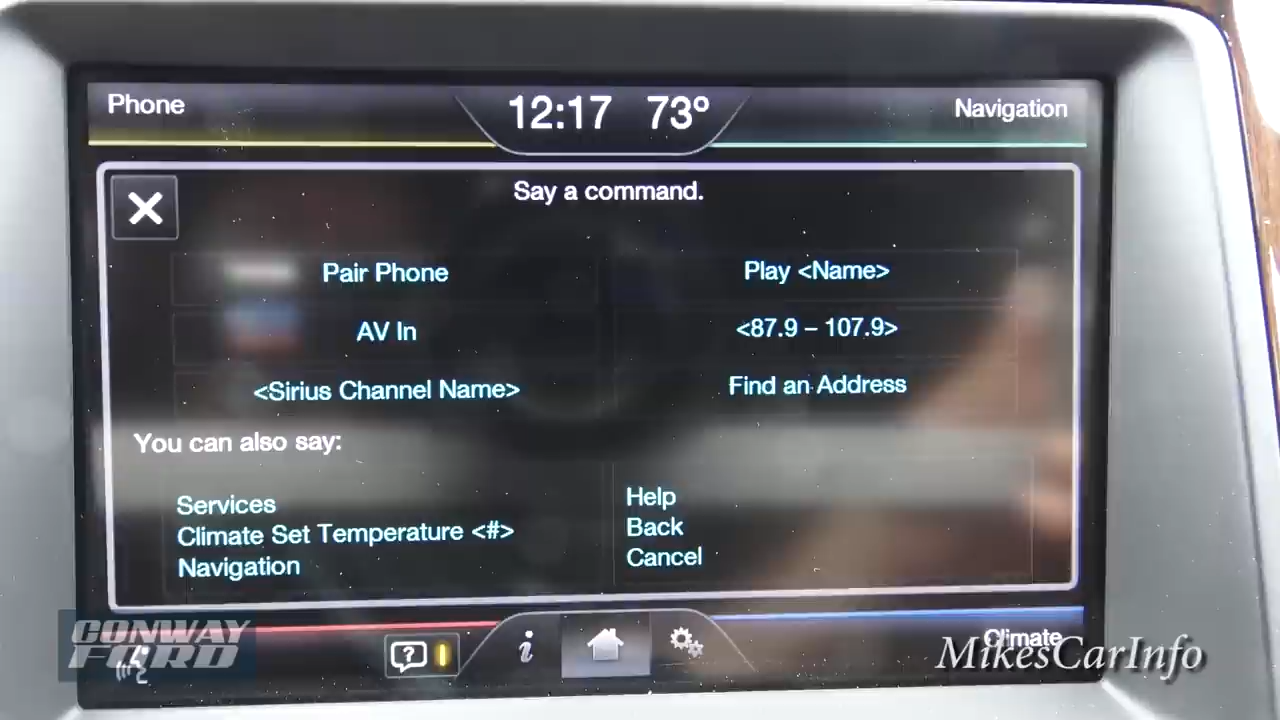 Phone
12:17 73º
Navigation
Say a command.
Pair Phone
Play <Name>
AV In
<87.9 – 107.9>
<Sirius Channel Name>
Find an Address
You can also say:
Services
Climate Set Temperature <#>
Navigation
Help
Back
Cancel
CONWAY
FORD
?
i
Climate
MikesCarInfo